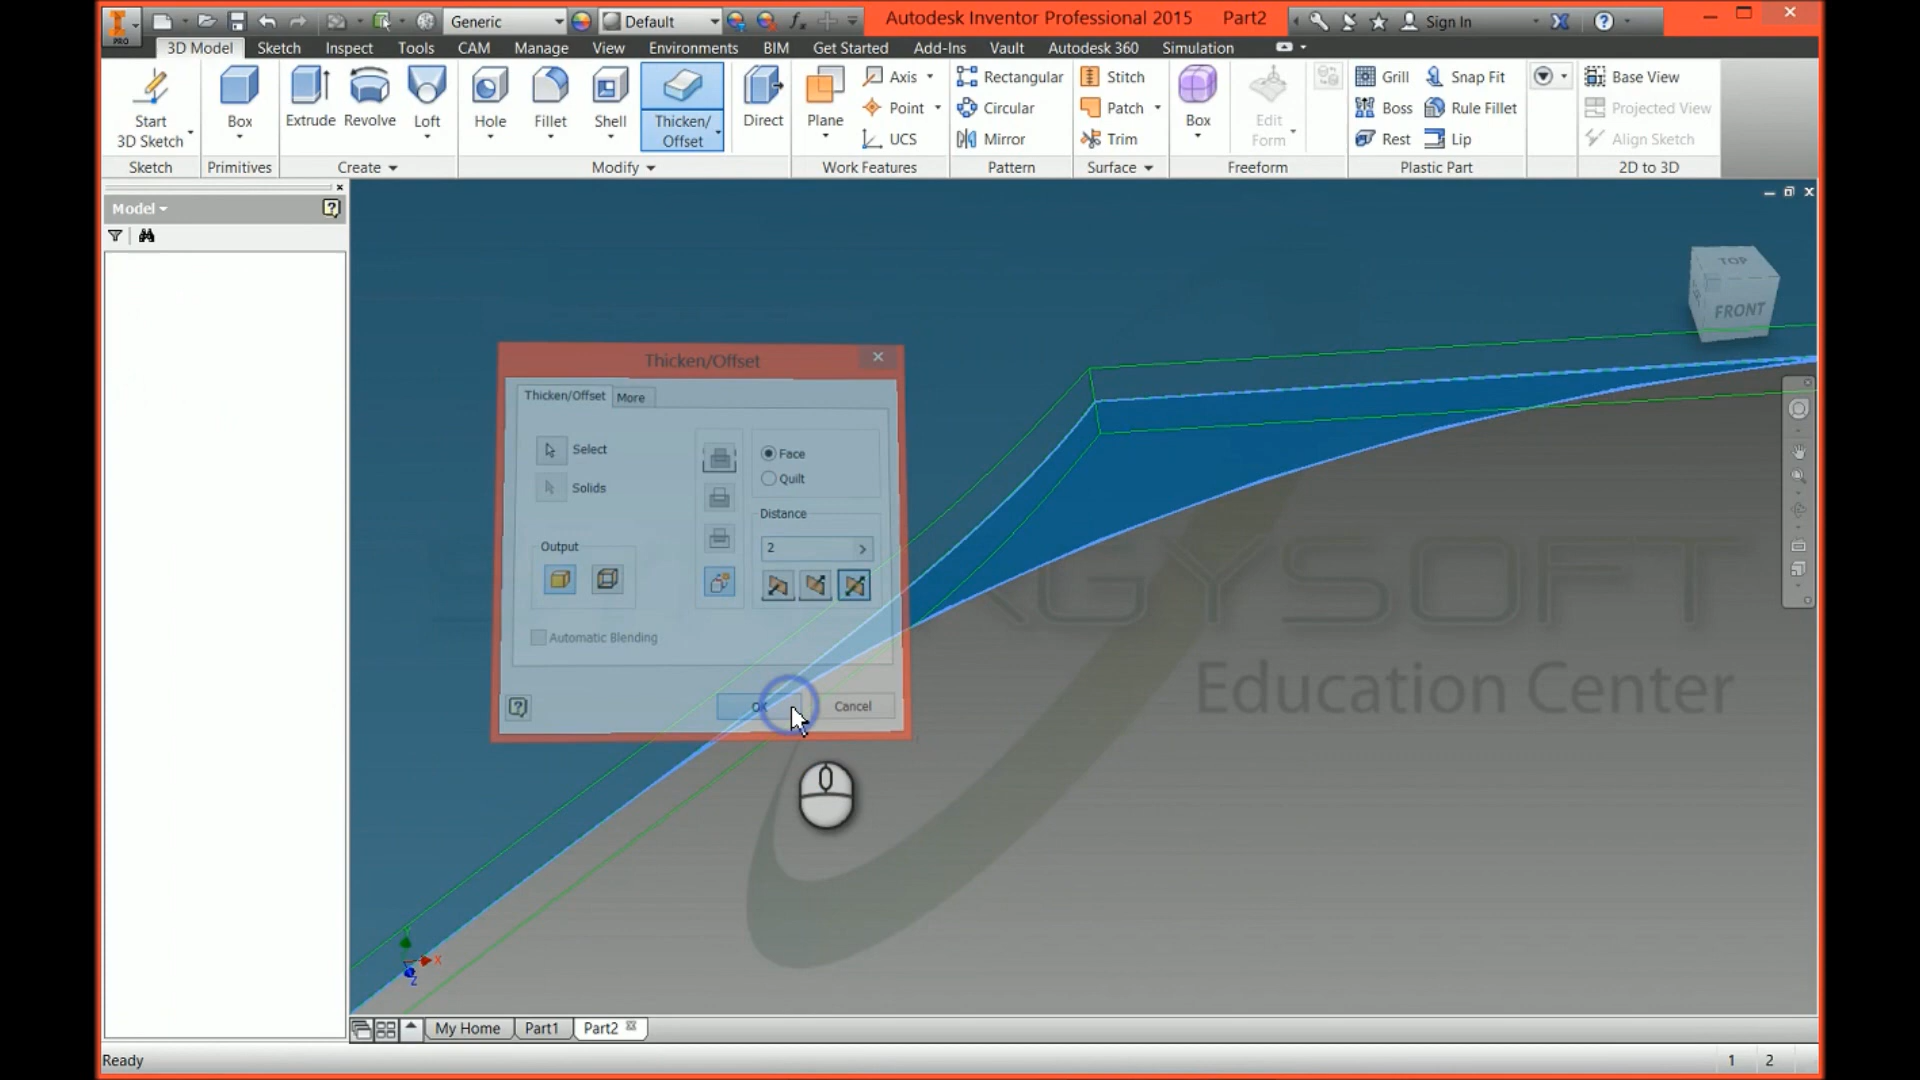 PRO
Generic
Default
Autodesk Inventor Professional 2015 Part2
Sign In
3D Model Sketch Inspect Tools CAM Manage View Environments BIM Get Started Add-Ins Vault Autodesk 360 Simulation
Start
3D Sketch
Box
Extrude
Revolve
Loft
Hole
Fillet
Shell
Thicken/
Offset
Direct
Plane
Axis
Point
UCS
Rectangular
Circular
Mirror
Stitch
Patch
Trim
Box
Edit
Form
Grill
Boss
Rest
Snap Fit
Rule Fillet
Lip
Base View
Projected View
Align Sketch
Sketch Primitives Create Modify Work Features Pattern Surface Freeform Plastic Part 2D to 3D
Model
TOP
FRONT
Thicken/Offset
Thicken/Offset More
Select
Solids
Face
Quilt
Distance
2
Output
Automatic Blending
OK Cancel
GYSOFT
Education Center
Y
X
Z
My Home Part1 Part2
Ready 1 2